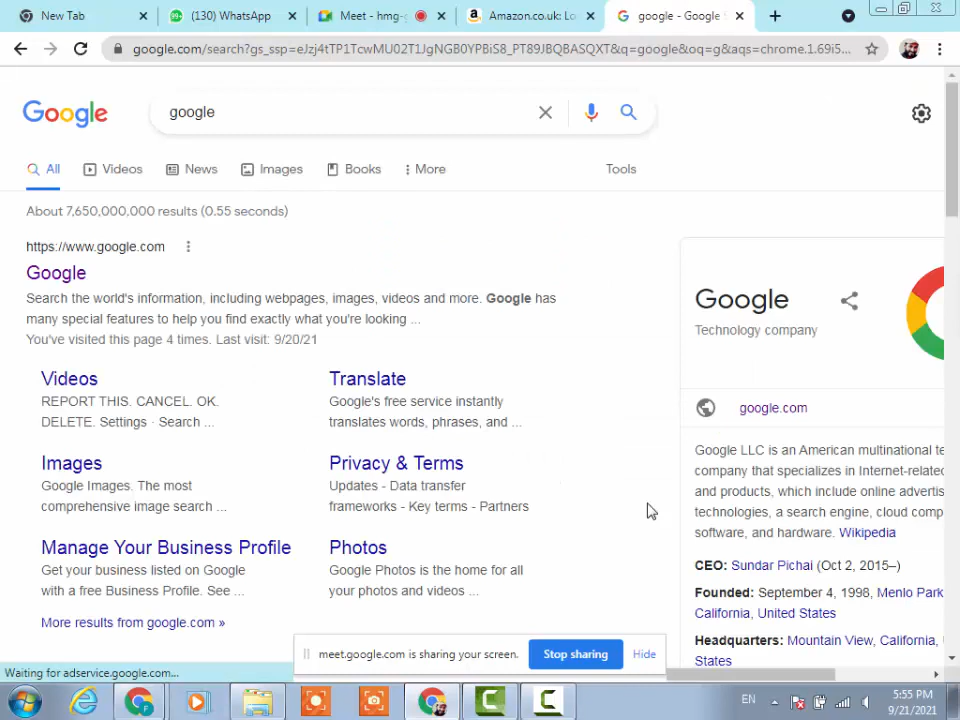 New Tab
(130) WhatsApp
Meet - hmg-
Amazon.co.uk: Lo
google - Google
google.com/search?gs_ssp=eJzj4tTP1TcwMU02T1JgNGB0YPBiS8_PT89JBQBASQXT&q=google&oq=g&aqs=chrome.1.69i5...
Google
google
All
Videos
News
Images
Books
More
Tools
About 7,650,000,000 results (0.55 seconds)
https://www.google.com
Google
Search the world's information, including webpages, images, videos and more. Google has
many special features to help you find exactly what you're looking ...
You've visited this page 4 times. Last visit: 9/20/21
Videos
REPORT THIS. CANCEL. OK.
DELETE. Settings · Search ...
Translate
Google's free service instantly
translates words, phrases, and ...
Images
Google Images. The most
comprehensive image search ...
Privacy & Terms
Updates - Data transfer
frameworks - Key terms - Partners
Manage Your Business Profile
Get your business listed on Google
with a free Business Profile. See ...
Photos
Google Photos is the home for all
your photos and videos ...
More results from google.com »
Google
Technology company
google.com
Google LLC is an American multinational te
company that specializes in Internet-relate
and products, which include online advertis
technologies, a search engine, cloud comp
software, and hardware. Wikipedia
CEO: Sundar Pichai (Oct 2, 2015–)
Founded: September 4, 1998, Menlo Park
California, United States
Headquarters: Mountain View, California,
States
meet.google.com is sharing your screen.
Stop sharing
Hide
Waiting for adservice.google.com...
EN
5:55 PM
9/21/2021